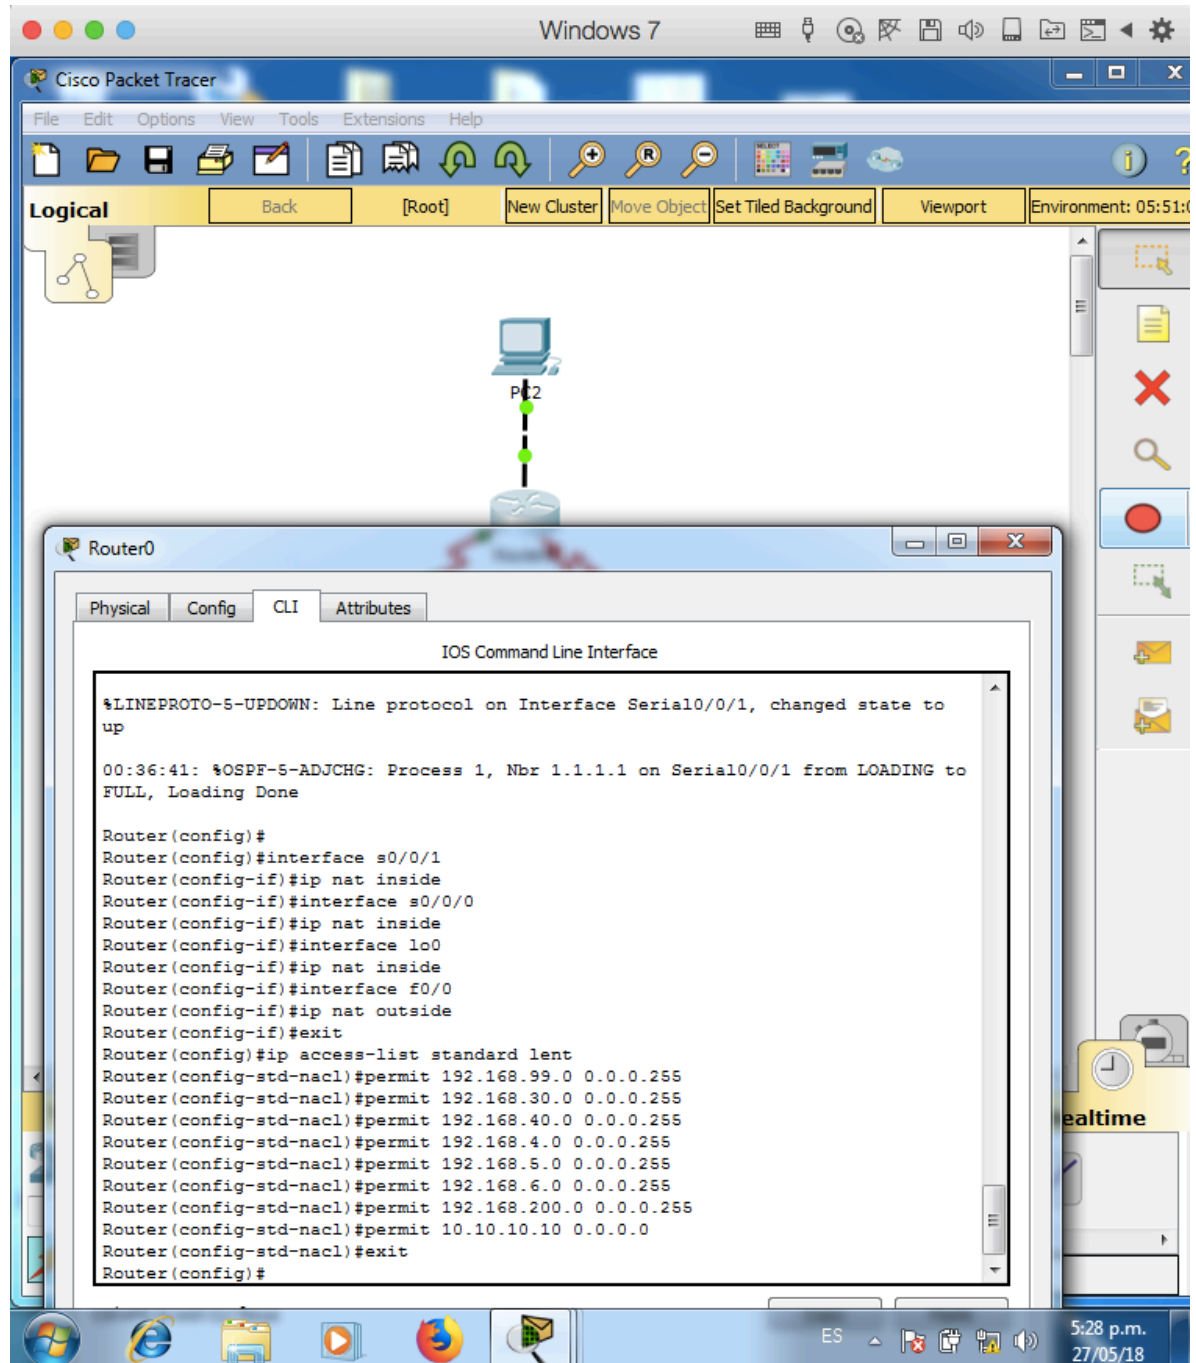 Windows 7
Cisco Packet Tracer
File Edit Options View Tools Extensions Help
Logical Back [Root] New Cluster Move Object Set Tiled Background Viewport Environment: 05:51:0
PC2
Router0
Physical Config CLI Attributes
IOS Command Line Interface
%LINEPROTO-5-UPDOWN: Line protocol on Interface Serial0/0/1, changed state to
up
00:36:41: %OSPF-5-ADJCHG: Process 1, Nbr 1.1.1.1 on Serial0/0/1 from LOADING to
FULL, Loading Done
Router(config)#
Router(config)#interface s0/0/1
Router(config-if)#ip nat inside
Router(config-if)#interface s0/0/0
Router(config-if)#ip nat inside
Router(config-if)#interface lo0
Router(config-if)#ip nat inside
Router(config-if)#interface f0/0
Router(config-if)#ip nat outside
Router(config-if)#exit
Router(config)#ip access-list standard lent
Router(config-std-nacl)#permit 192.168.99.0 0.0.0.255
Router(config-std-nacl)#permit 192.168.30.0 0.0.0.255
Router(config-std-nacl)#permit 192.168.40.0 0.0.0.255
Router(config-std-nacl)#permit 192.168.4.0 0.0.0.255
Router(config-std-nacl)#permit 192.168.5.0 0.0.0.255
Router(config-std-nacl)#permit 192.168.6.0 0.0.0.255
Router(config-std-nacl)#permit 192.168.200.0 0.0.0.255
Router(config-std-nacl)#permit 10.10.10.10 0.0.0.0
Router(config-std-nacl)#exit
Router(config)#
ealtime
ES
5:28 p.m.
27/05/18